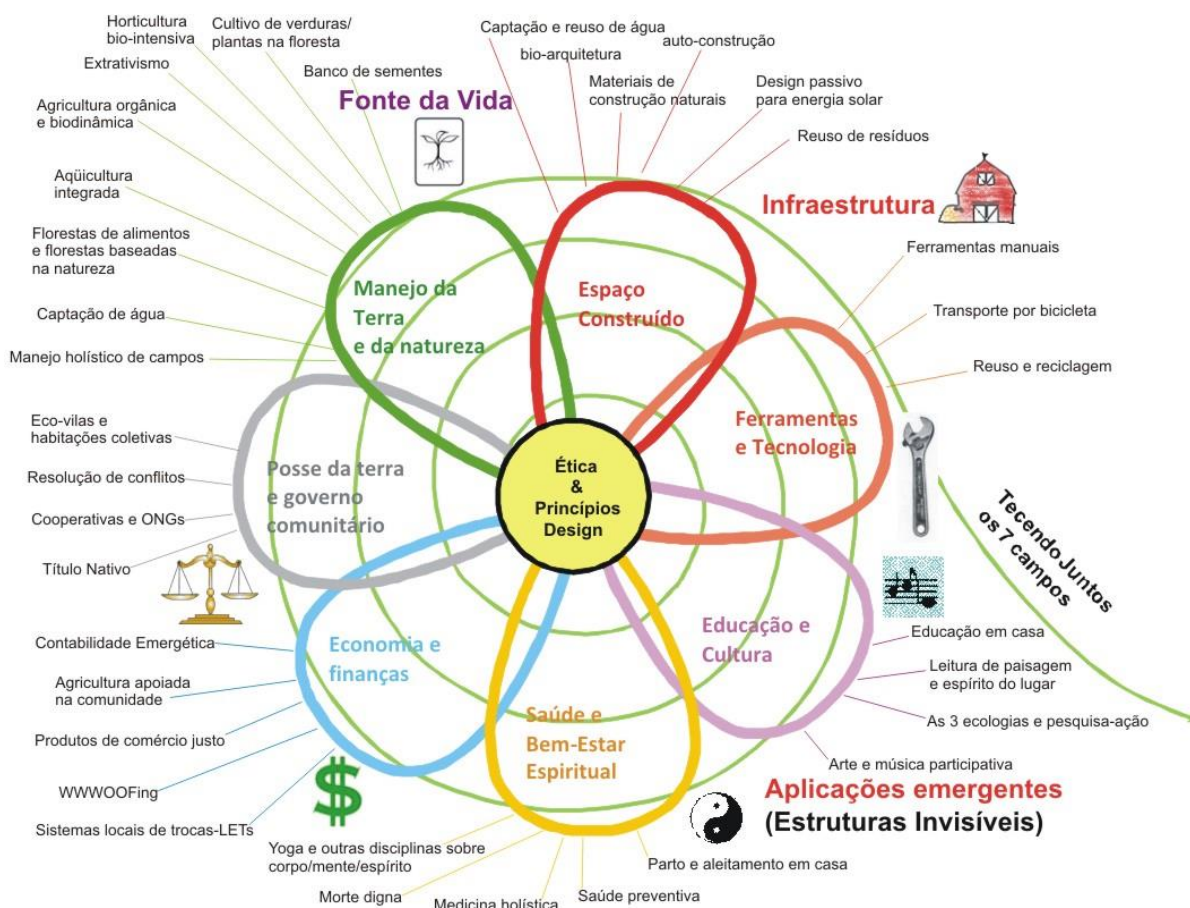 Horticultura
bio-intensiva
Cultivo de verduras/
plantas na floresta
Extrativismo
Banco de sementes
Fonte da Vida
Agricultura orgânica
e biodinâmica
Aqüicultura
integrada
Florestas de alimentos
e florestas baseadas
na natureza
Captação de água
Manejo holístico de campos
Manejo da
Terra
e da natureza
Captação e reuso de água
bio-arquitetura
auto-construção
Materiais de
construção naturais
Design passivo
para energia solar
Reuso de resíduos
Infraestrutura
Espaço
Construído
Ferramentas manuais
Transporte por bicicleta
Reuso e reciclagem
Ferramentas
e Tecnologia
Ética
&
Princípios
Design
Eco-vilas e
habitações coletivas
Resolução de conflitos
Cooperativas e ONGs
Título Nativo
Posse da terra
e governo
comunitário
Tecendo Juntos
os 7 campos
Contabilidade Emergética
Agricultura apoiada
na comunidade
Produtos de comércio justo
WWWOOFing
Sistemas locais de trocas-LETs
Economia e
finanças
$
Educação e
Cultura
Educação em casa
Leitura de paisagem
e espírito do lugar
As 3 ecologias e pesquisa-ação
Arte e música participativa
Aplicações emergentes
(Estruturas Invisíveis)
Saúde e
Bem-Estar
Espiritual
Yoga e outras disciplinas sobre
corpo/mente/espírito
Morte digna
Medicina holística
Saúde preventiva
Parto e aleitamento em casa